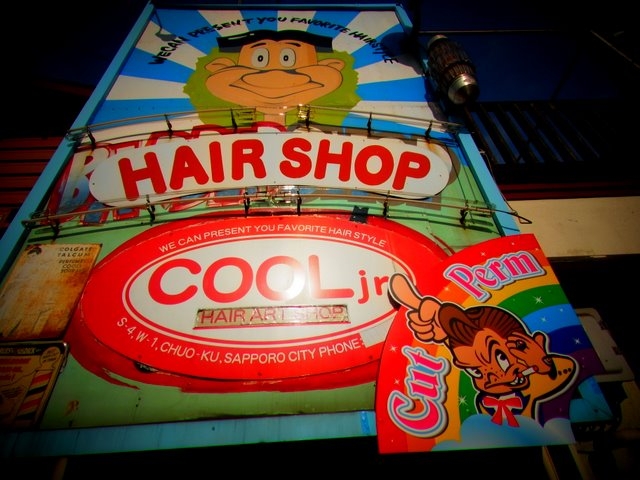 WE CAN PRESENT YOU FAVORITE HAIRSTYLE
HAIR SHOP
WE CAN PRESENT YOU FAVORITE HAIR STYLE
COOL jr.
HAIR ART SHOP
S-4, W-1, CHUO-KU, SAPPORO CITY PHONE:
COLGATE
TALCUM
Perm
Cut